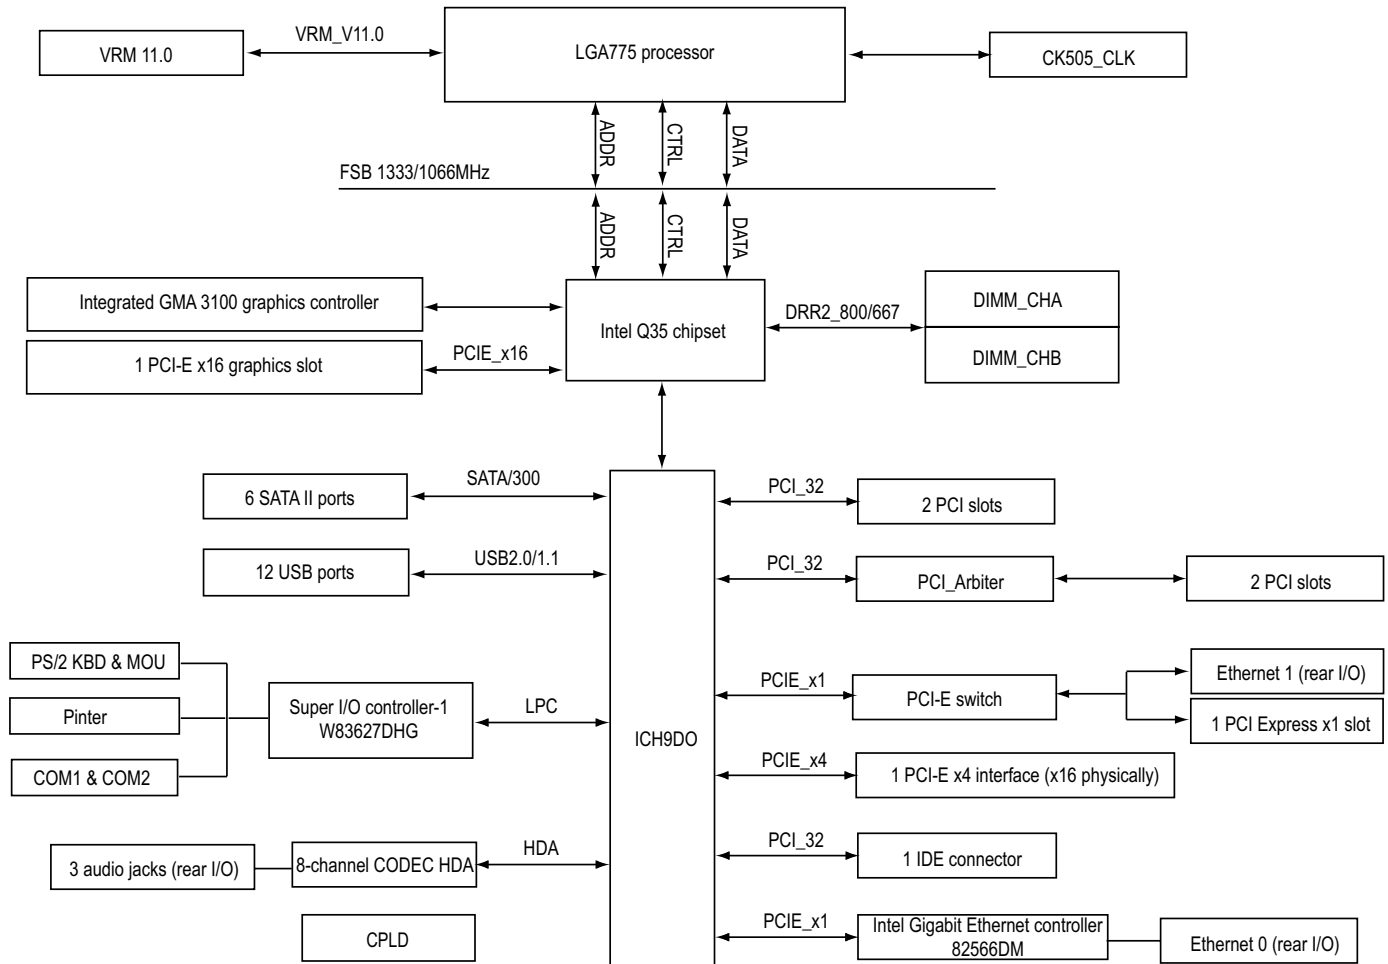 VRM 11.0
VRM_V11.0
LGA775 processor
CK505_CLK
ADDR
CTRL
DATA
FSB 1333/1066MHz
ADDR
CTRL
DATA
Integrated GMA 3100 graphics controller
1 PCI-E x16 graphics slot
PCIE_x16
Intel Q35 chipset
DRR2_800/667
DIMM_CHA
DIMM_CHB
6 SATA II ports
SATA/300
PCI_32
2 PCI slots
12 USB ports
USB2.0/1.1
PCI_32
PCI_Arbiter
2 PCI slots
PS/2 KBD & MOU
Pinter
COM1 & COM2
Super I/O controller-1
W83627DHG
LPC
ICH9DO
PCIE_x1
PCI-E switch
Ethernet 1 (rear I/O)
1 PCI Express x1 slot
PCIE_x4
1 PCI-E x4 interface (x16 physically)
3 audio jacks (rear I/O)
8-channel CODEC HDA
HDA
PCI_32
1 IDE connector
CPLD
PCIE_x1
Intel Gigabit Ethernet controller
82566DM
Ethernet 0 (rear I/O)